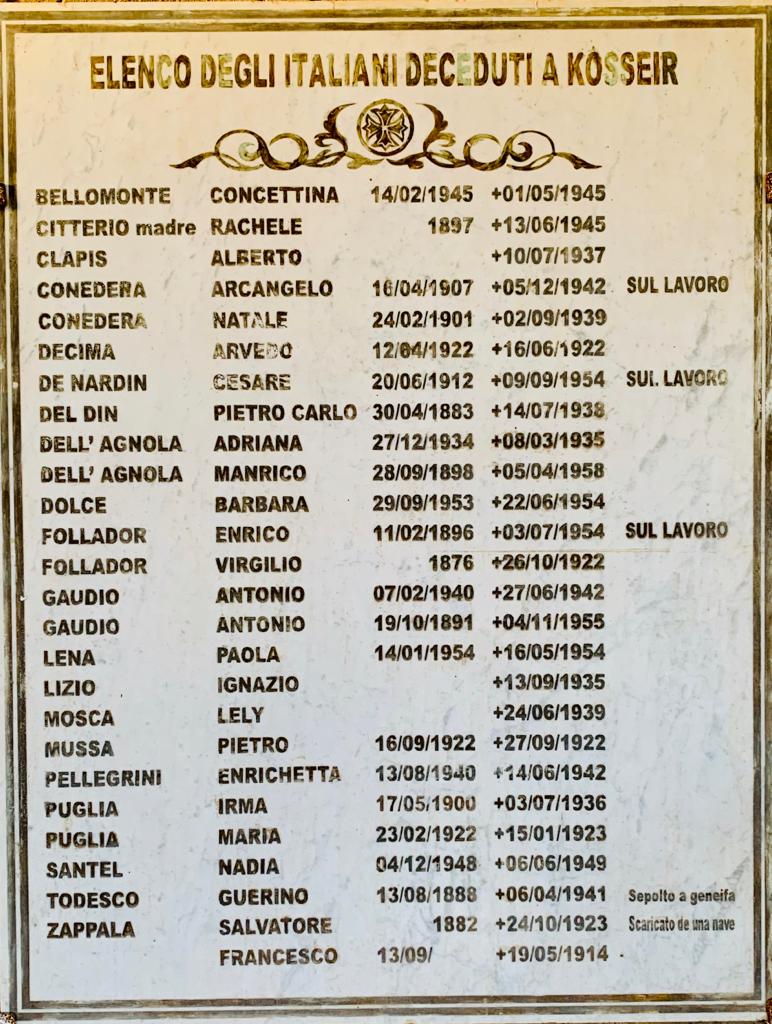 ELENCO DEGLI ITALIANI DECEDUTI A KOSSEIR
BELLOMONTE CONCETTINA 14/02/1945 +01/05/1945
CITTERIO madre RACHELE 1897 +13/06/1945
CLAPIS ALBERTO +10/07/1937
CONEDERA ARCANGELO 16/04/1907 +05/12/1942 SUL LAVORO
CONEDERA NATALE 24/02/1901 +02/09/1939
DECIMA ARVEDO 12/04/1922 +16/06/1922
DE NARDIN CESARE 20/06/1912 +09/09/1954 SUL LAVORO
DEL DIN PIETRO CARLO 30/04/1883 +14/07/1938
DELL' AGNOLA ADRIANA 27/12/1934 +08/03/1935
DELL' AGNOLA MANRICO 28/09/1898 +05/04/1958
DOLCE BARBARA 29/09/1953 +22/06/1954
FOLLADOR ENRICO 11/02/1896 +03/07/1954 SUL LAVORO
FOLLADOR VIRGILIO 1876 +26/10/1922
GAUDIO ANTONIO 07/02/1940 +27/06/1942
GAUDIO ANTONIO 19/10/1891 +04/11/1955
LENA PAOLA 14/01/1954 +16/05/1954
LIZIO IGNAZIO +13/09/1935
MOSCA LELY +24/06/1939
MUSSA PIETRO 16/09/1922 +27/09/1922
PELLEGRINI ENRICHETTA 13/08/1940 +14/06/1942
PUGLIA IRMA 17/05/1900 +03/07/1936
PUGLIA MARIA 23/02/1922 +15/01/1923
SANTEL NADIA 04/12/1948 +06/06/1949
TODESCO GUERINO 13/08/1888 +06/04/1941 Sepolto a geneifa
ZAPPALA SALVATORE 1882 +24/10/1923 Scaricato de una nave
FRANCESCO 13/09/ +19/05/1914